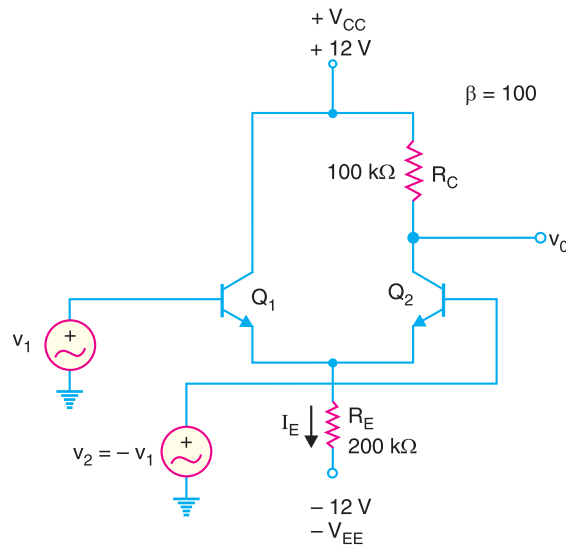 + V_CC
+ 12 V
β = 100
100 kΩ R_C
v_0
Q_1
Q_2
v_1
+
I_E
R_E
200 kΩ
v_2 = – v_1
+
– 12 V
– V_EE